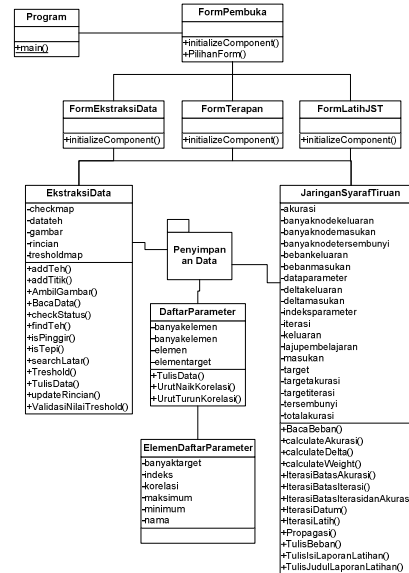 Program
+main()
FormPembuka
+initializeComponent()
+PilihanForm()
FormEkstraksiData
+initializeComponent()
FormTerapan
+initializeComponent()
FormLatihJST
+initializeComponent()
EkstraksiData
-checkmap
-datateh
-gambar
-rincian
-tresholdmap
+addTeh()
+addTitik()
+AmbilGambar()
+BacaData()
+checkStatus()
+findTeh()
+isPinggir()
+isTepi()
+searchLatar()
+Treshold()
+TulisData()
+updateRincian()
+ValidasiNilaiTreshold()
Penyimpan
an Data
DaftarParameter
-banyakelemen
-banyakelemen
-elemen
-elementarget
+TulisData()
+UrutNaikKorelasi()
+UrutTurunKorelasi()
ElemenDaftarParameter
-banyaktarget
-indeks
-korelasi
-maksimum
-minimum
-nama
JaringanSyarafTiruan
-akurasi
-banyaknodekeluaran
-banyaknodemasukan
-banyaknodetersembunyi
-bebankeluaran
-bebanmasukan
-dataparameter
-deltakeluaran
-deltamasukan
-indeksparameter
-iterasi
-keluaran
-lajupembelajaran
-masukan
-target
-targetakurasi
-targetiterasi
-tersembunyi
-totalakurasi
+BacaBeban()
+calculateAkurasi()
+calculateDelta()
+calculateWeight()
+IterasiBatasAkurasi()
+IterasiBatasIterasi()
+IterasiBatasIterasidanAkuras
+IterasiDatum()
+IterasiLatih()
+Propagasi()
+TulisBeban()
+TulisIsiLaporanLatihan()
+TulisJudulLaporanLatihan()